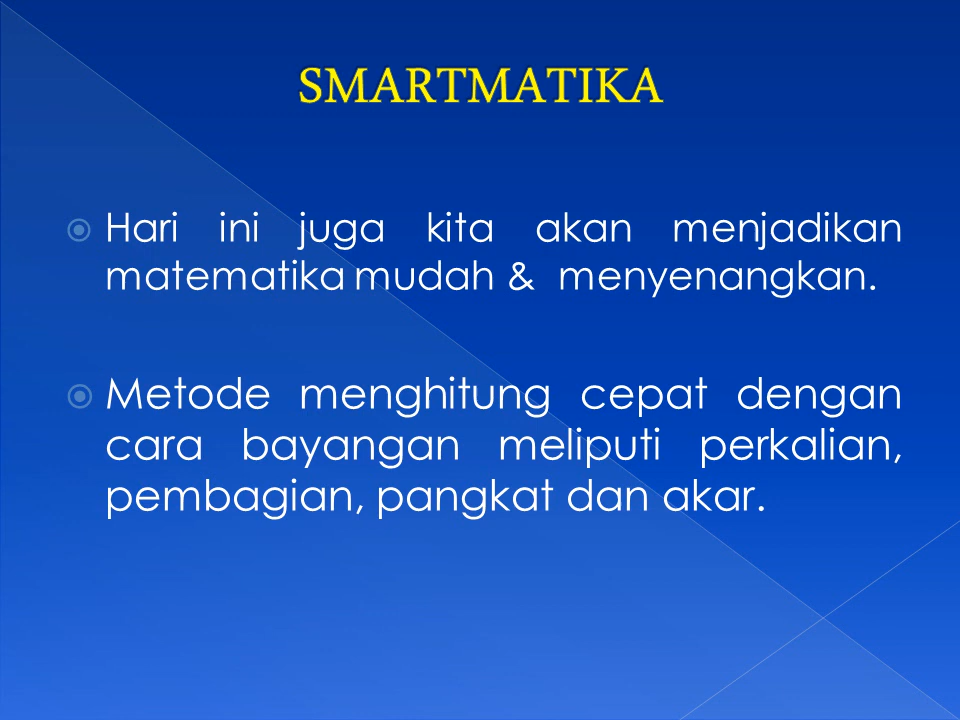 SMARTMATIKA
Hari ini juga kita akan menjadikan
matematika mudah & menyenangkan.
Metode menghitung cepat dengan
cara bayangan meliputi perkalian,
pembagian, pangkat dan akar.